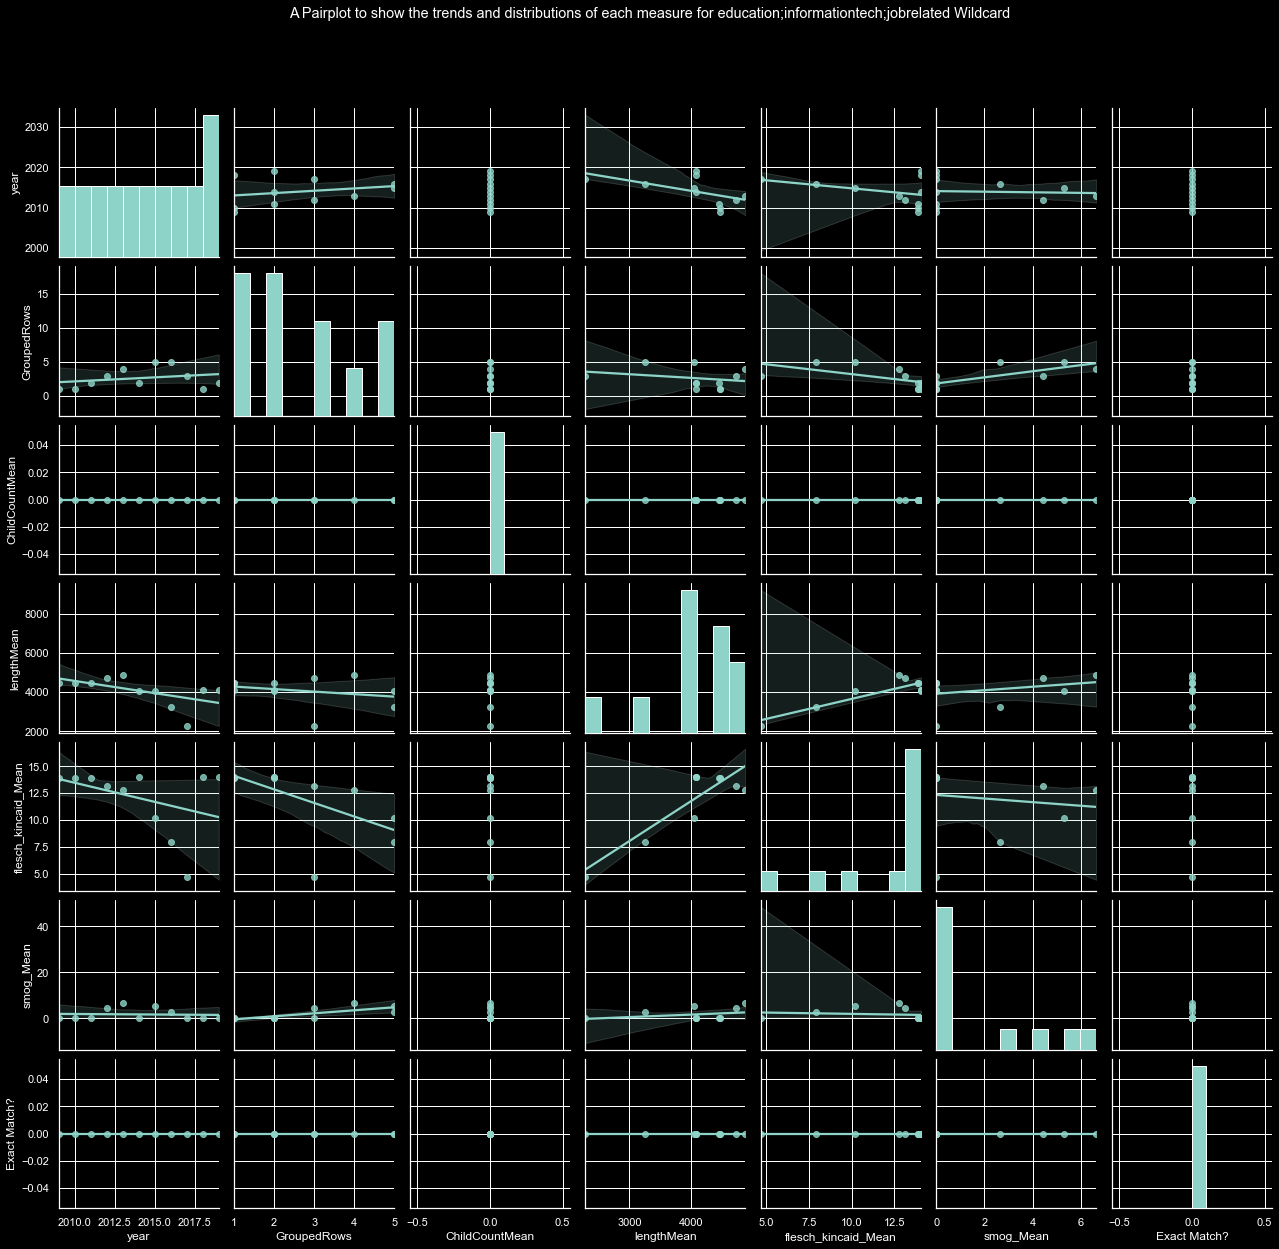 A Pairplot to show the trends and distributions of each measure for education;informationtech;jobrelated Wildcard
year
2030
2020
2010
2000
GroupedRows
15
10
5
0
ChildCountMean
0.04
0.02
0.00
−0.02
−0.04
lengthMean
8000
6000
4000
2000
flesch_kincaid_Mean
15.0
12.5
10.0
7.5
5.0
smog_Mean
40
20
0
Exact Match?
0.04
0.02
0.00
−0.02
−0.04
2010.0 2012.5 2015.0 2017.5
1 2 3 4 5
−0.5 0.0 0.5
3000 4000
5.0 7.5 10.0 12.5
0 2 4 6
−0.5 0.0 0.5
year GroupedRows ChildCountMean lengthMean flesch_kincaid_Mean smog_Mean Exact Match?